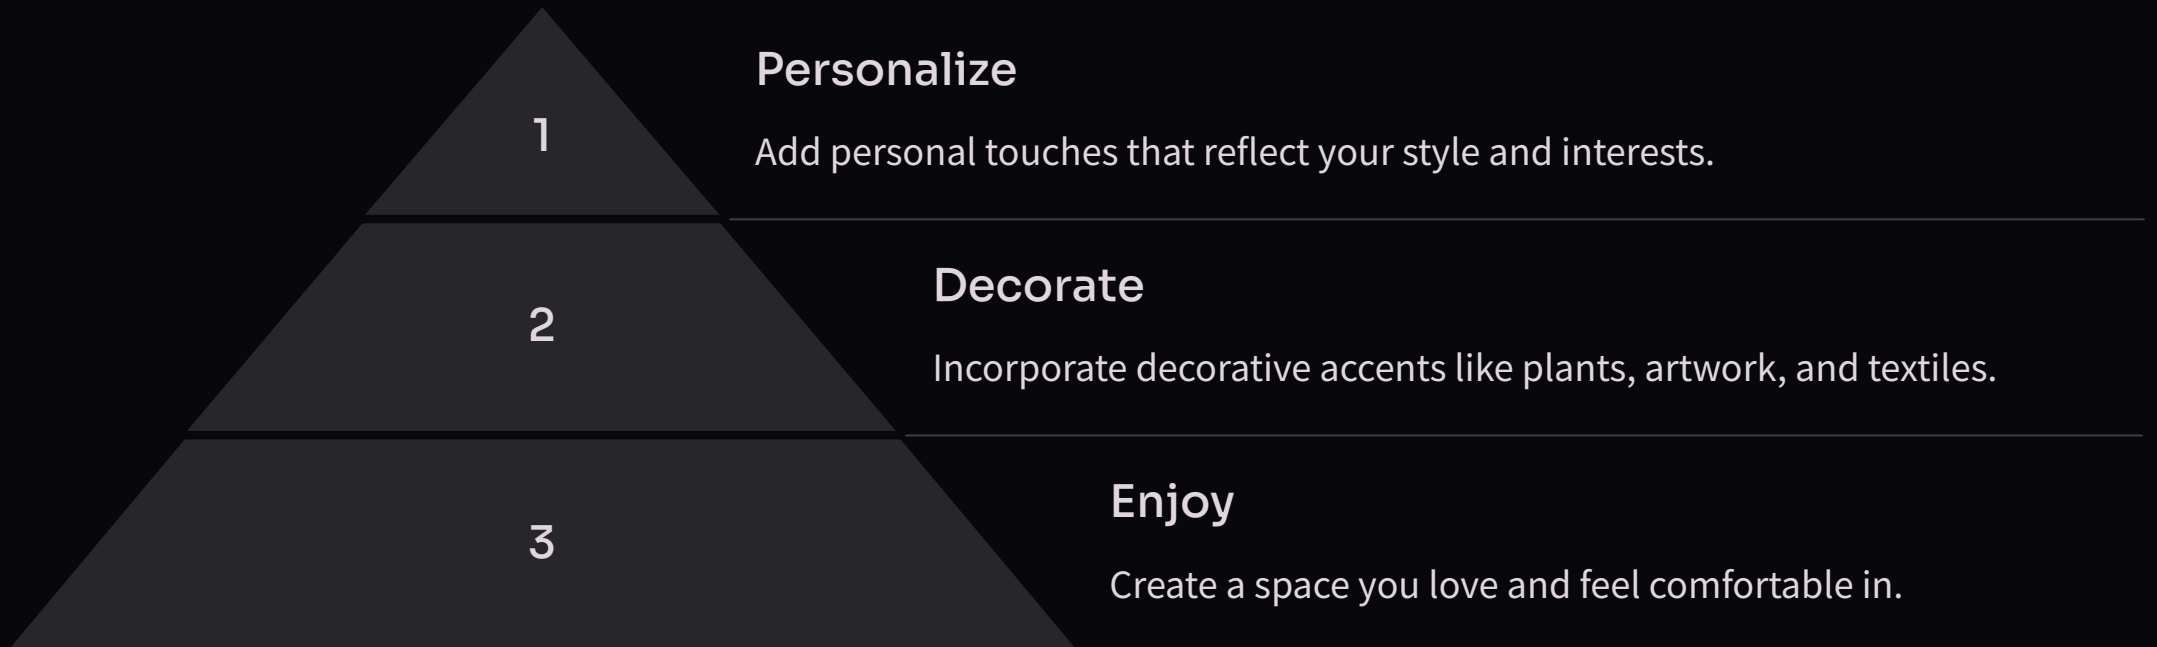 1
Personalize
Add personal touches that reflect your style and interests.
2
Decorate
Incorporate decorative accents like plants, artwork, and textiles.
3
Enjoy
Create a space you love and feel comfortable in.